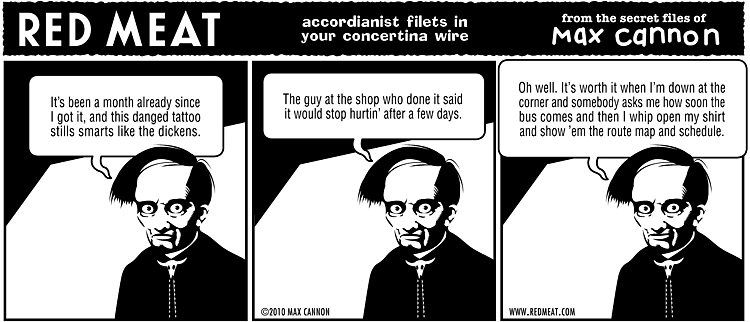 RED MEAT
accordianist filets in
your concertina wire
from the secret files of
Max cannon
It's been a month already since
I got it, and this danged tattoo
stills smarts like the dickens.
The guy at the shop who done it said
it would stop hurtin' after a few days.
Oh well. It's worth it when I'm down at the
corner and somebody asks me how soon the
bus comes and then I whip open my shirt
and show 'em the route map and schedule.
©2010 MAX CANNON
WWW.REDMEAT.COM